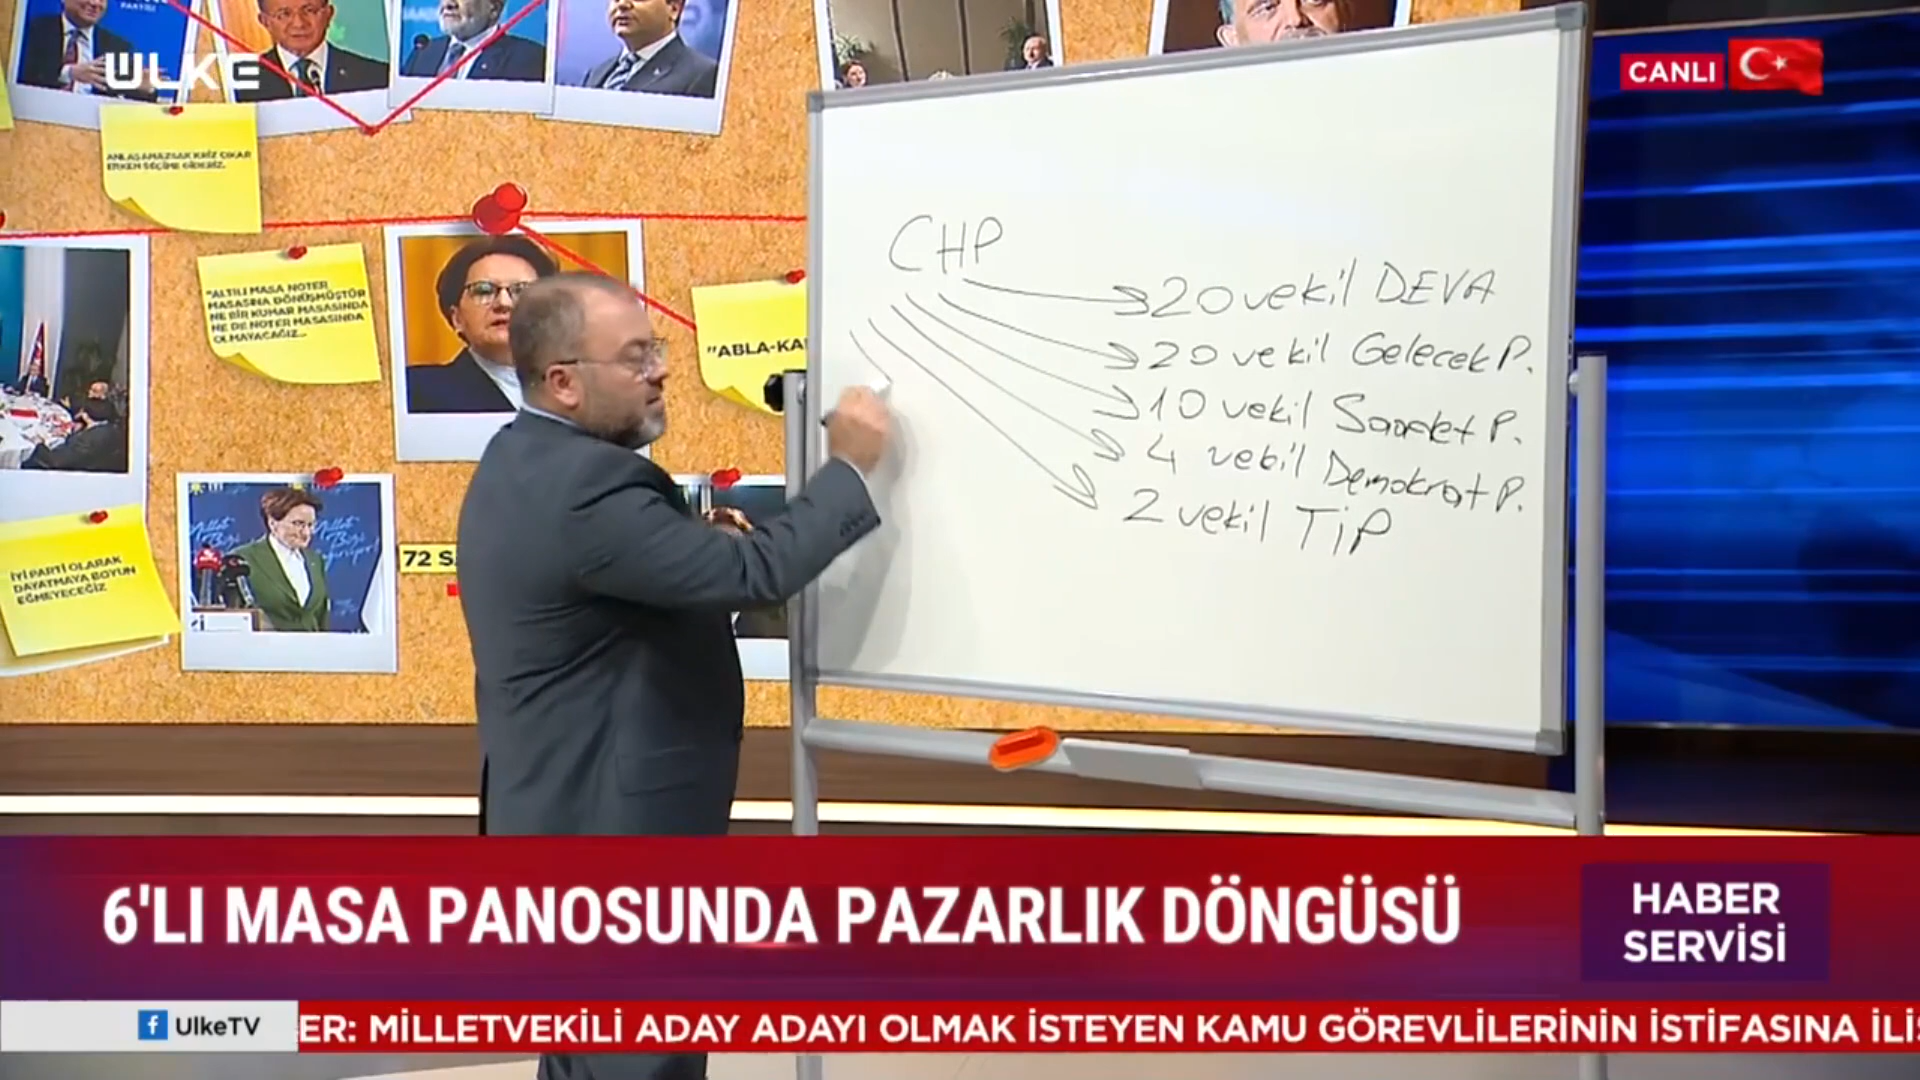 PARTİSİ
ULKE
CANLI
ANLAŞAMAZSAK KRİZ ÇIKAR
ERKEN SEÇİME GİDERİZ.
"ALTILI MASA NOTER
MASASINA DÖNÜŞMÜŞTÜR
NE BİR KUMAR MASASINDA
NE DE NOTER MASASINDA
OLMAYACAĞIZ...
"ABLA-KA
İYİ PARTİ OLARAK
DAYATMAYA BOYUN
EĞMEYECEĞİZ
72 S
CHP
20 vekil DEVA
20 vekil Gelecek P.
10 vekil Saadet P.
4 vekil Demokrat P.
2 vekil TİP
6'LI MASA PANOSUNDA PAZARLIK DÖNGÜSÜ
HABER
SERVİSİ
UlkeTV
ER: MİLLETVEKİLİ ADAY ADAYI OLMAK İSTEYEN KAMU GÖREVLİLERİNİN İSTİFASINA İLİŞ